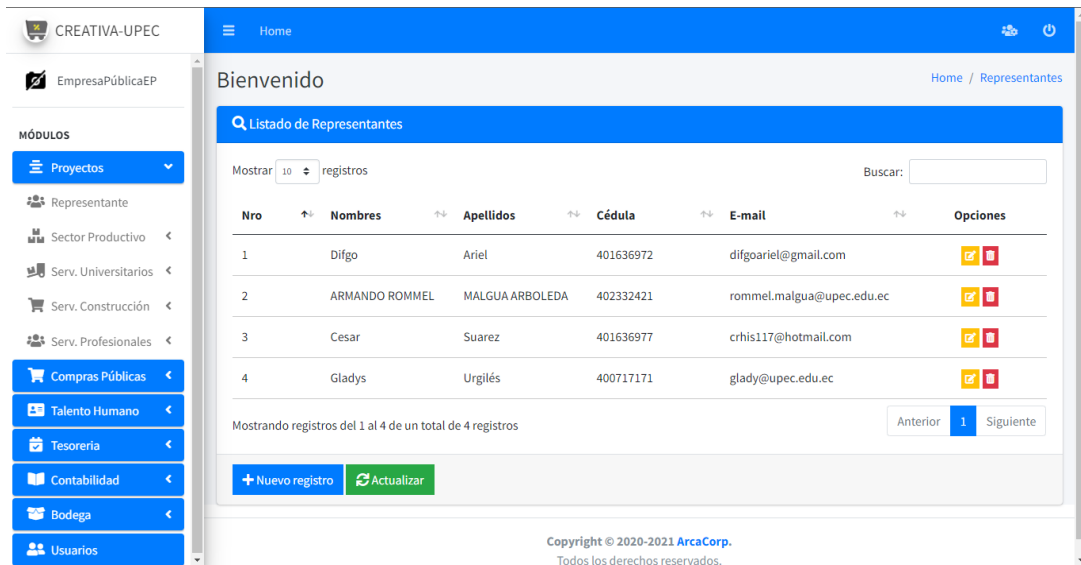 CREATIVA-UPEC
Home
EmpresaPúblicaEP
Bienvenido
Home / Representantes
MÓDULOS
Proyectos
Representante
Sector Productivo
Serv. Universitarios
Serv. Construcción
Serv. Profesionales
Compras Públicas
Talento Humano
Tesoreria
Contabilidad
Bodega
Usuarios
Listado de Representantes
Mostrar 10 registros
Buscar:
Nro Nombres Apellidos Cédula E-mail Opciones
1 Difgo Ariel 401636972 difgoariel@gmail.com
2 ARMANDO ROMMEL MALGUA ARBOLEDA 402332421 rommel.malgua@upec.edu.ec
3 Cesar Suarez 401636977 crhis117@hotmail.com
4 Gladys Urgilés 400717171 glady@upec.edu.ec
Mostrando registros del 1 al 4 de un total de 4 registros
Anterior 1 Siguiente
Nuevo registro Actualizar
Copyright © 2020-2021 ArcaCorp.
Todos los derechos reservados.